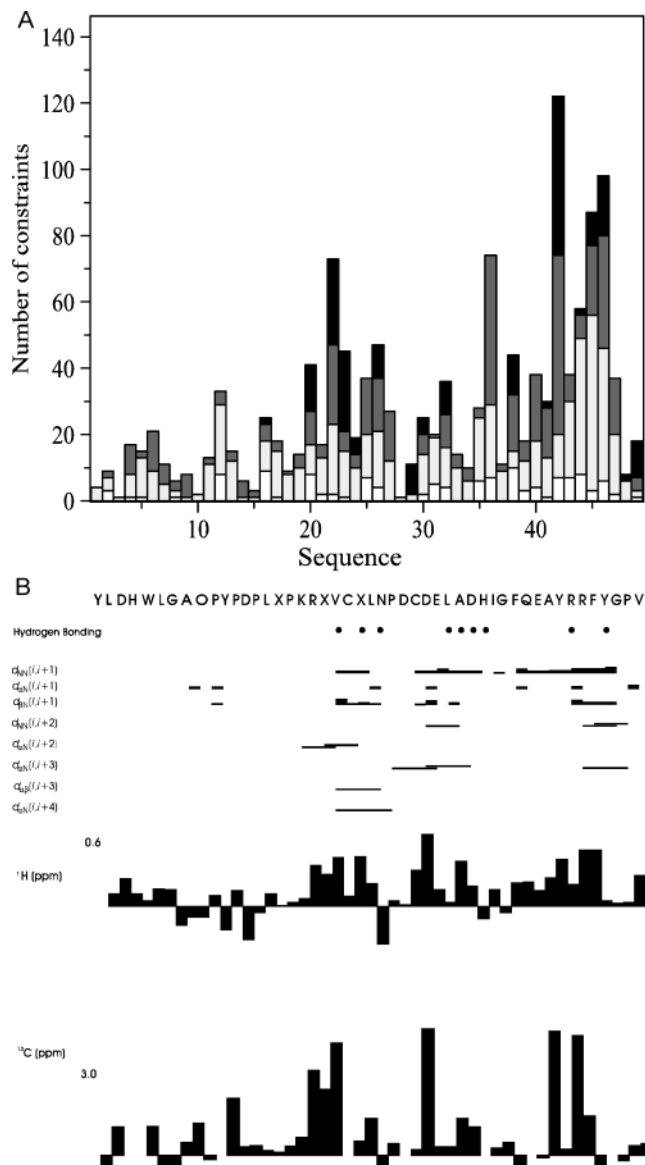 A
140
120
100
80
60
40
20
0
Number of constraints
10 20 30 40
Sequence
B
Y L D H W L G A O P Y P D P L X P K R X V C X L N P D C D E L A D H I G F Q E A Y R R F Y G P V
Hydrogen Bonding
dNN(i,i+1)
dαN(i,i+1)
dβN(i,i+1)
dNN(i,i+2)
dαN(i,i+2)
dαN(i,i+3)
dαβ(i,i+3)
dαN(i,i+4)
0.6
¹H (ppm)
¹³C (ppm)
3.0